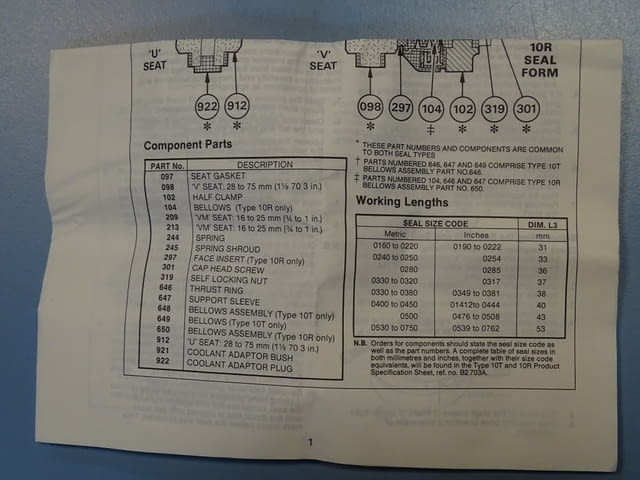 'U'
SEAT
'V'
SEAT
10R
SEAL
FORM
922 912 098 297 104 102 319 301
* * * ‡ * * *
Component Parts
PART No. DESCRIPTION
097 SEAT GASKET
098 'V' SEAT: 28 to 75 mm (1⅛ 70 3 in.)
102 HALF CLAMP
104 BELLOWS (Type 10R only)
209 'VM' SEAT: 16 to 25 mm (¾ to 1 in.)
213 'VM' SEAT: 16 to 25 mm (¾ to 1 in.)
244 SPRING
245 SPRING SHROUD
297 FACE INSERT (Type 10R only)
301 CAP HEAD SCREW
319 SELF LOCKING NUT
646 THRUST RING
647 SUPPORT SLEEVE
648 BELLOWS ASSEMBLY (Type 10T only)
649 BELLOWS (Type 10T only)
650 BELLOWS ASSEMBLY (Type 10R only)
912 'U' SEAT: 28 to 75 mm (1⅛ 70 3 in.)
921 COOLANT ADAPTOR BUSH
922 COOLANT ADAPTOR PLUG
* THESE PART NUMBERS AND COMPONENTS ARE COMMON
TO BOTH SEAL TYPES
† PARTS NUMBERED 646, 647 AND 649 COMPRISE TYPE 10T
BELLOWS ASSEMBLY PART NO.648.
‡ PARTS NUMBERED 104, 646 AND 647 COMPRISE TYPE 10R
BELLOWS ASSEMBLY PART NO. 650.
Working Lengths
SEAL SIZE CODE DIM. L3
Metric Inches mm
0160 to 0220 0190 to 0222 31
0240 to 0250 0254 33
0280 0285 36
0330 to 0320 0317 37
0330 to 0380 0349 to 0381 38
0400 to 0450 01412to 0444 40
0500 0476 to 0508 43
0530 to 0750 0539 to 0762 53
N.B. Orders for components should state the seal size code as
well as the part numbers. A complete table of seal sizes in
both millimetres and inches, together with their size code
equivalents, will be found in the Type 10T and 10R Product
Specification Sheet, ref. no. B2.703A.
1